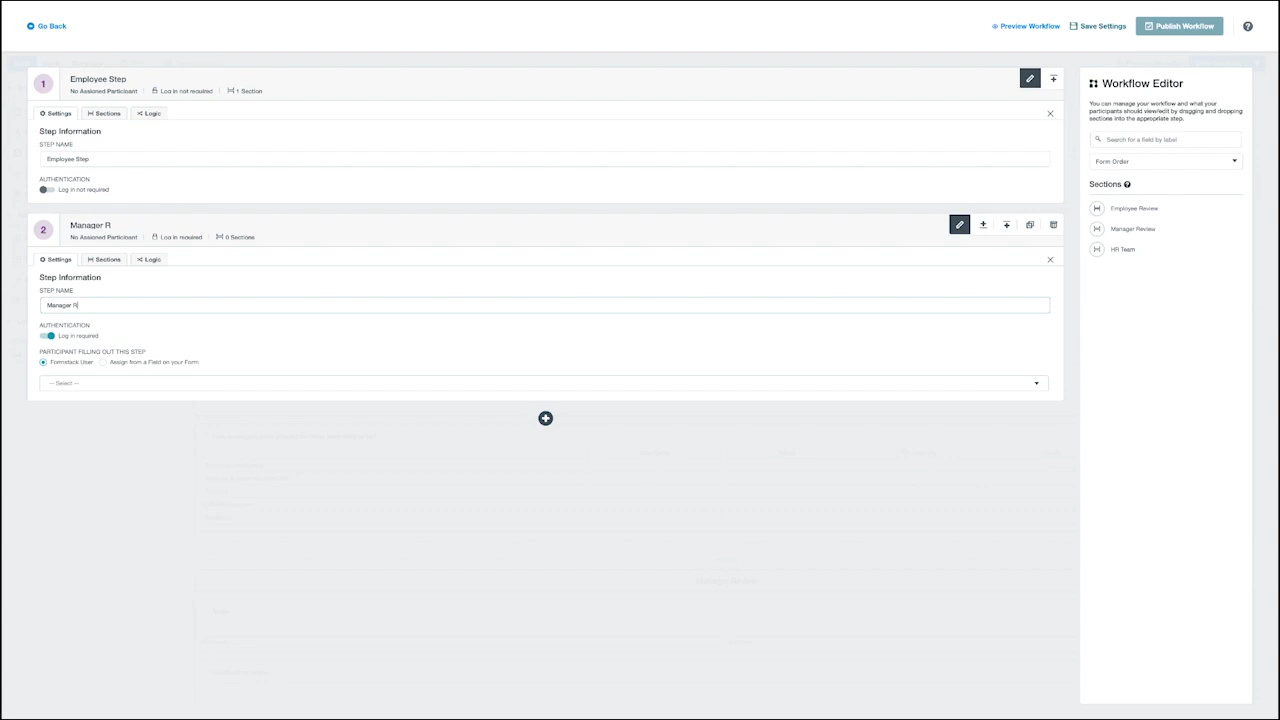 Go Back
Preview Workflow
Save Settings
Publish Workflow
1
Employee Step
No Assigned Participant
Log in not required
1 Section
Settings
Sections
Logic
Step Information
STEP NAME
Employee Step
AUTHENTICATION
Log in not required
2
Manager R
No Assigned Participant
Log in required
0 Sections
Settings
Sections
Logic
Step Information
STEP NAME
Manager R
AUTHENTICATION
Log in required
PARTICIPANT FILLING OUT THIS STEP
Formstack User
Assign from a Field on your Form
-- Select --
Workflow Editor
You can manage your workflow and what your
participants should view/edit by dragging and dropping
sections into the appropriate step.
Search for a field by label
Form Order
Sections
Employee Review
Manager Review
HR Team